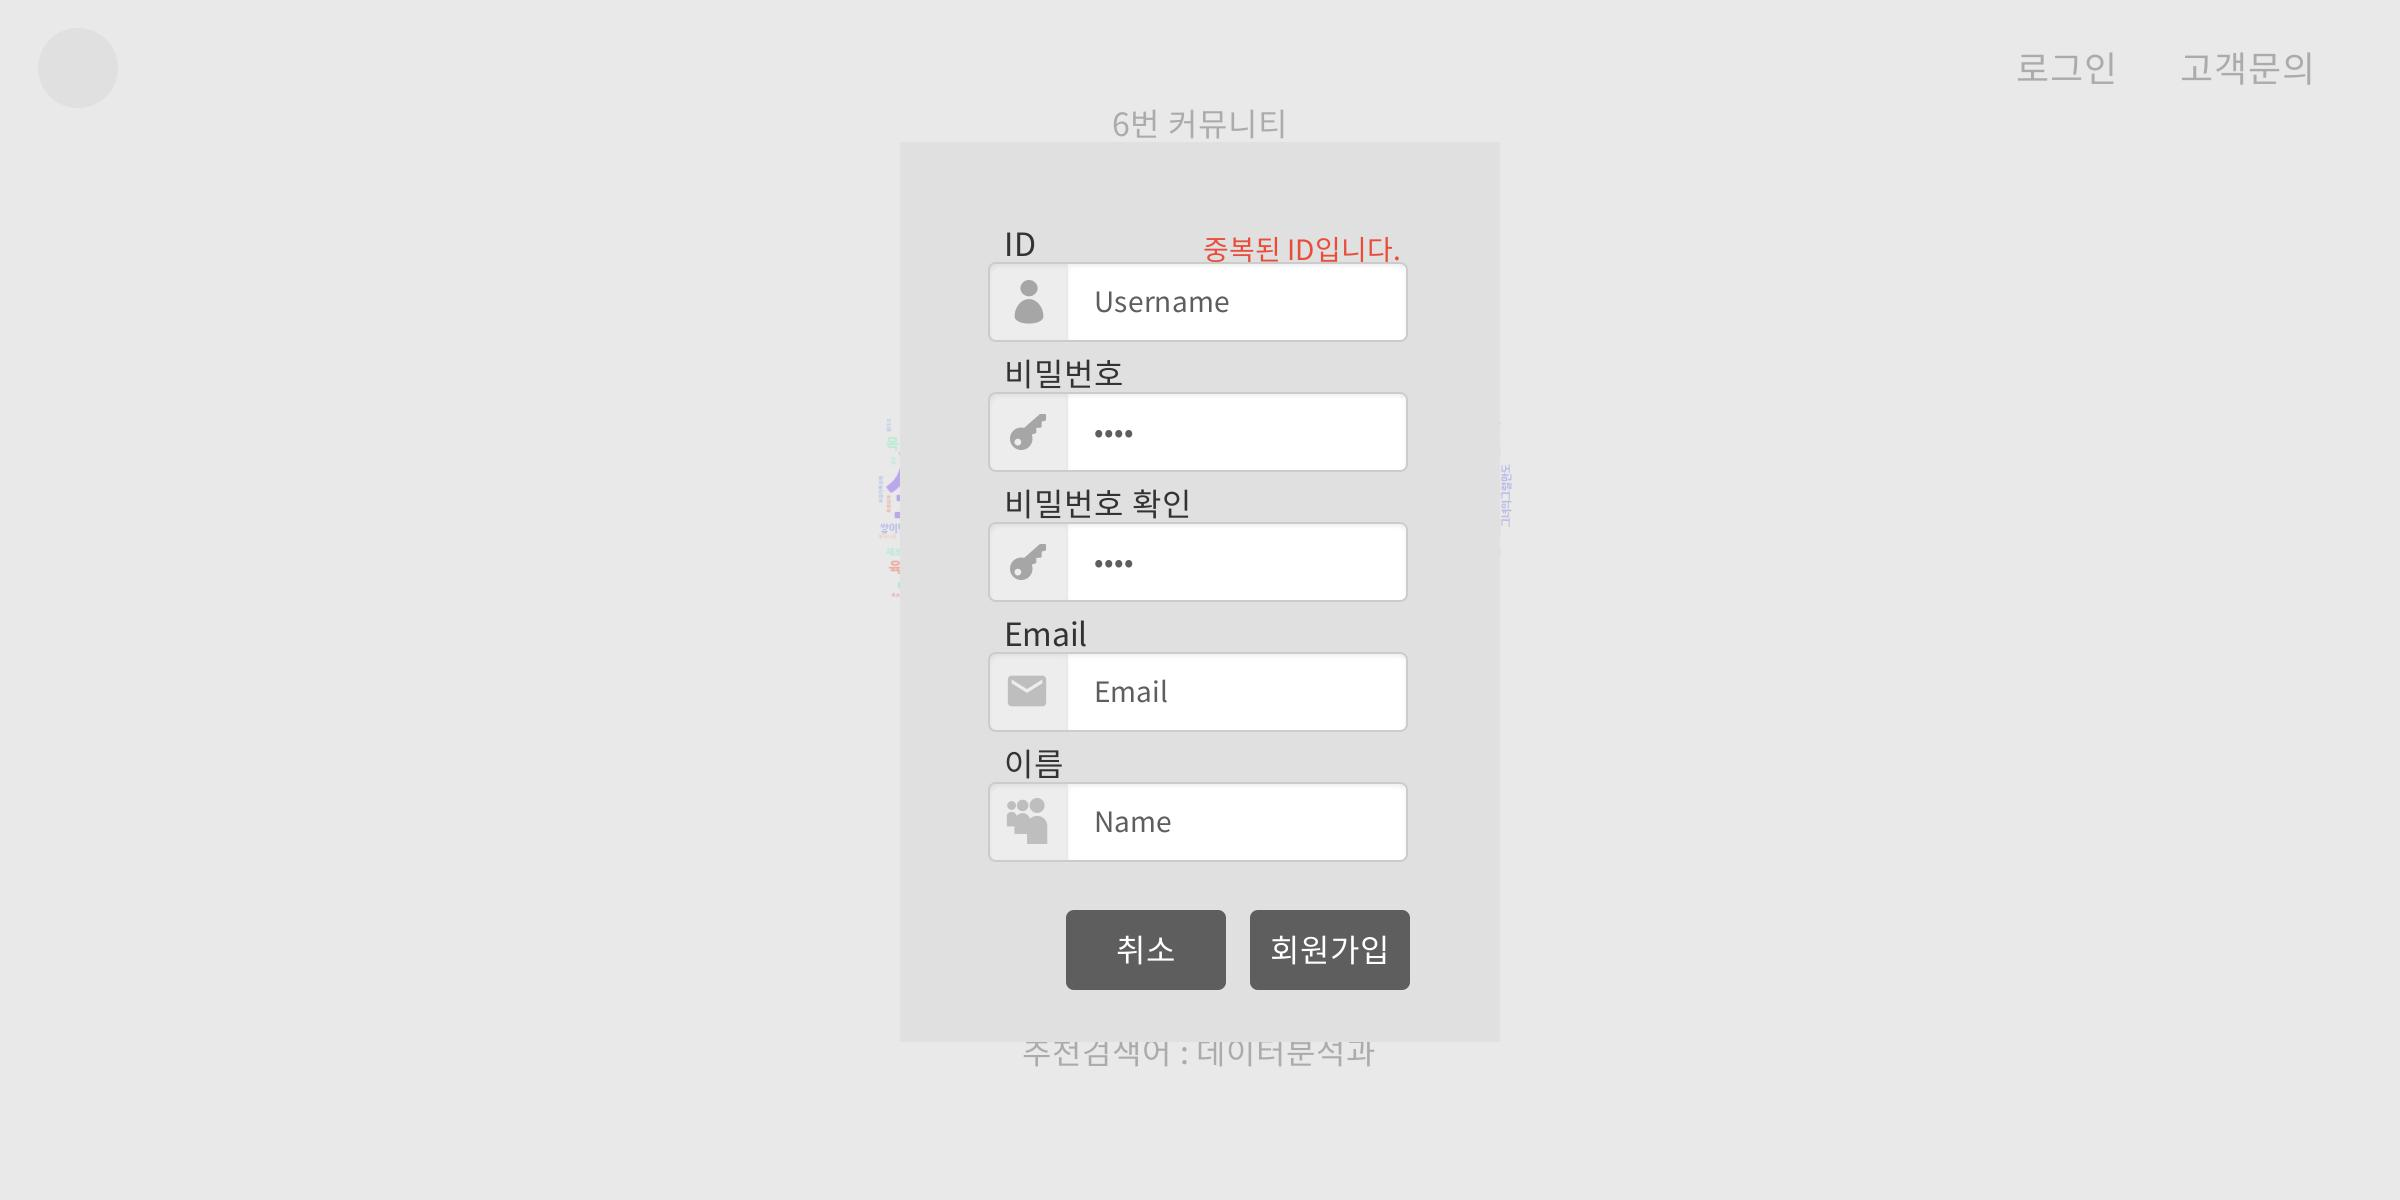 로그인 고객문의
6번 커뮤니티
ID 중복된 ID입니다.
Username
비밀번호
••••
비밀번호 확인
••••
Email
Email
이름
Name
취소 회원가입
추천검색어 : 데이터분석과